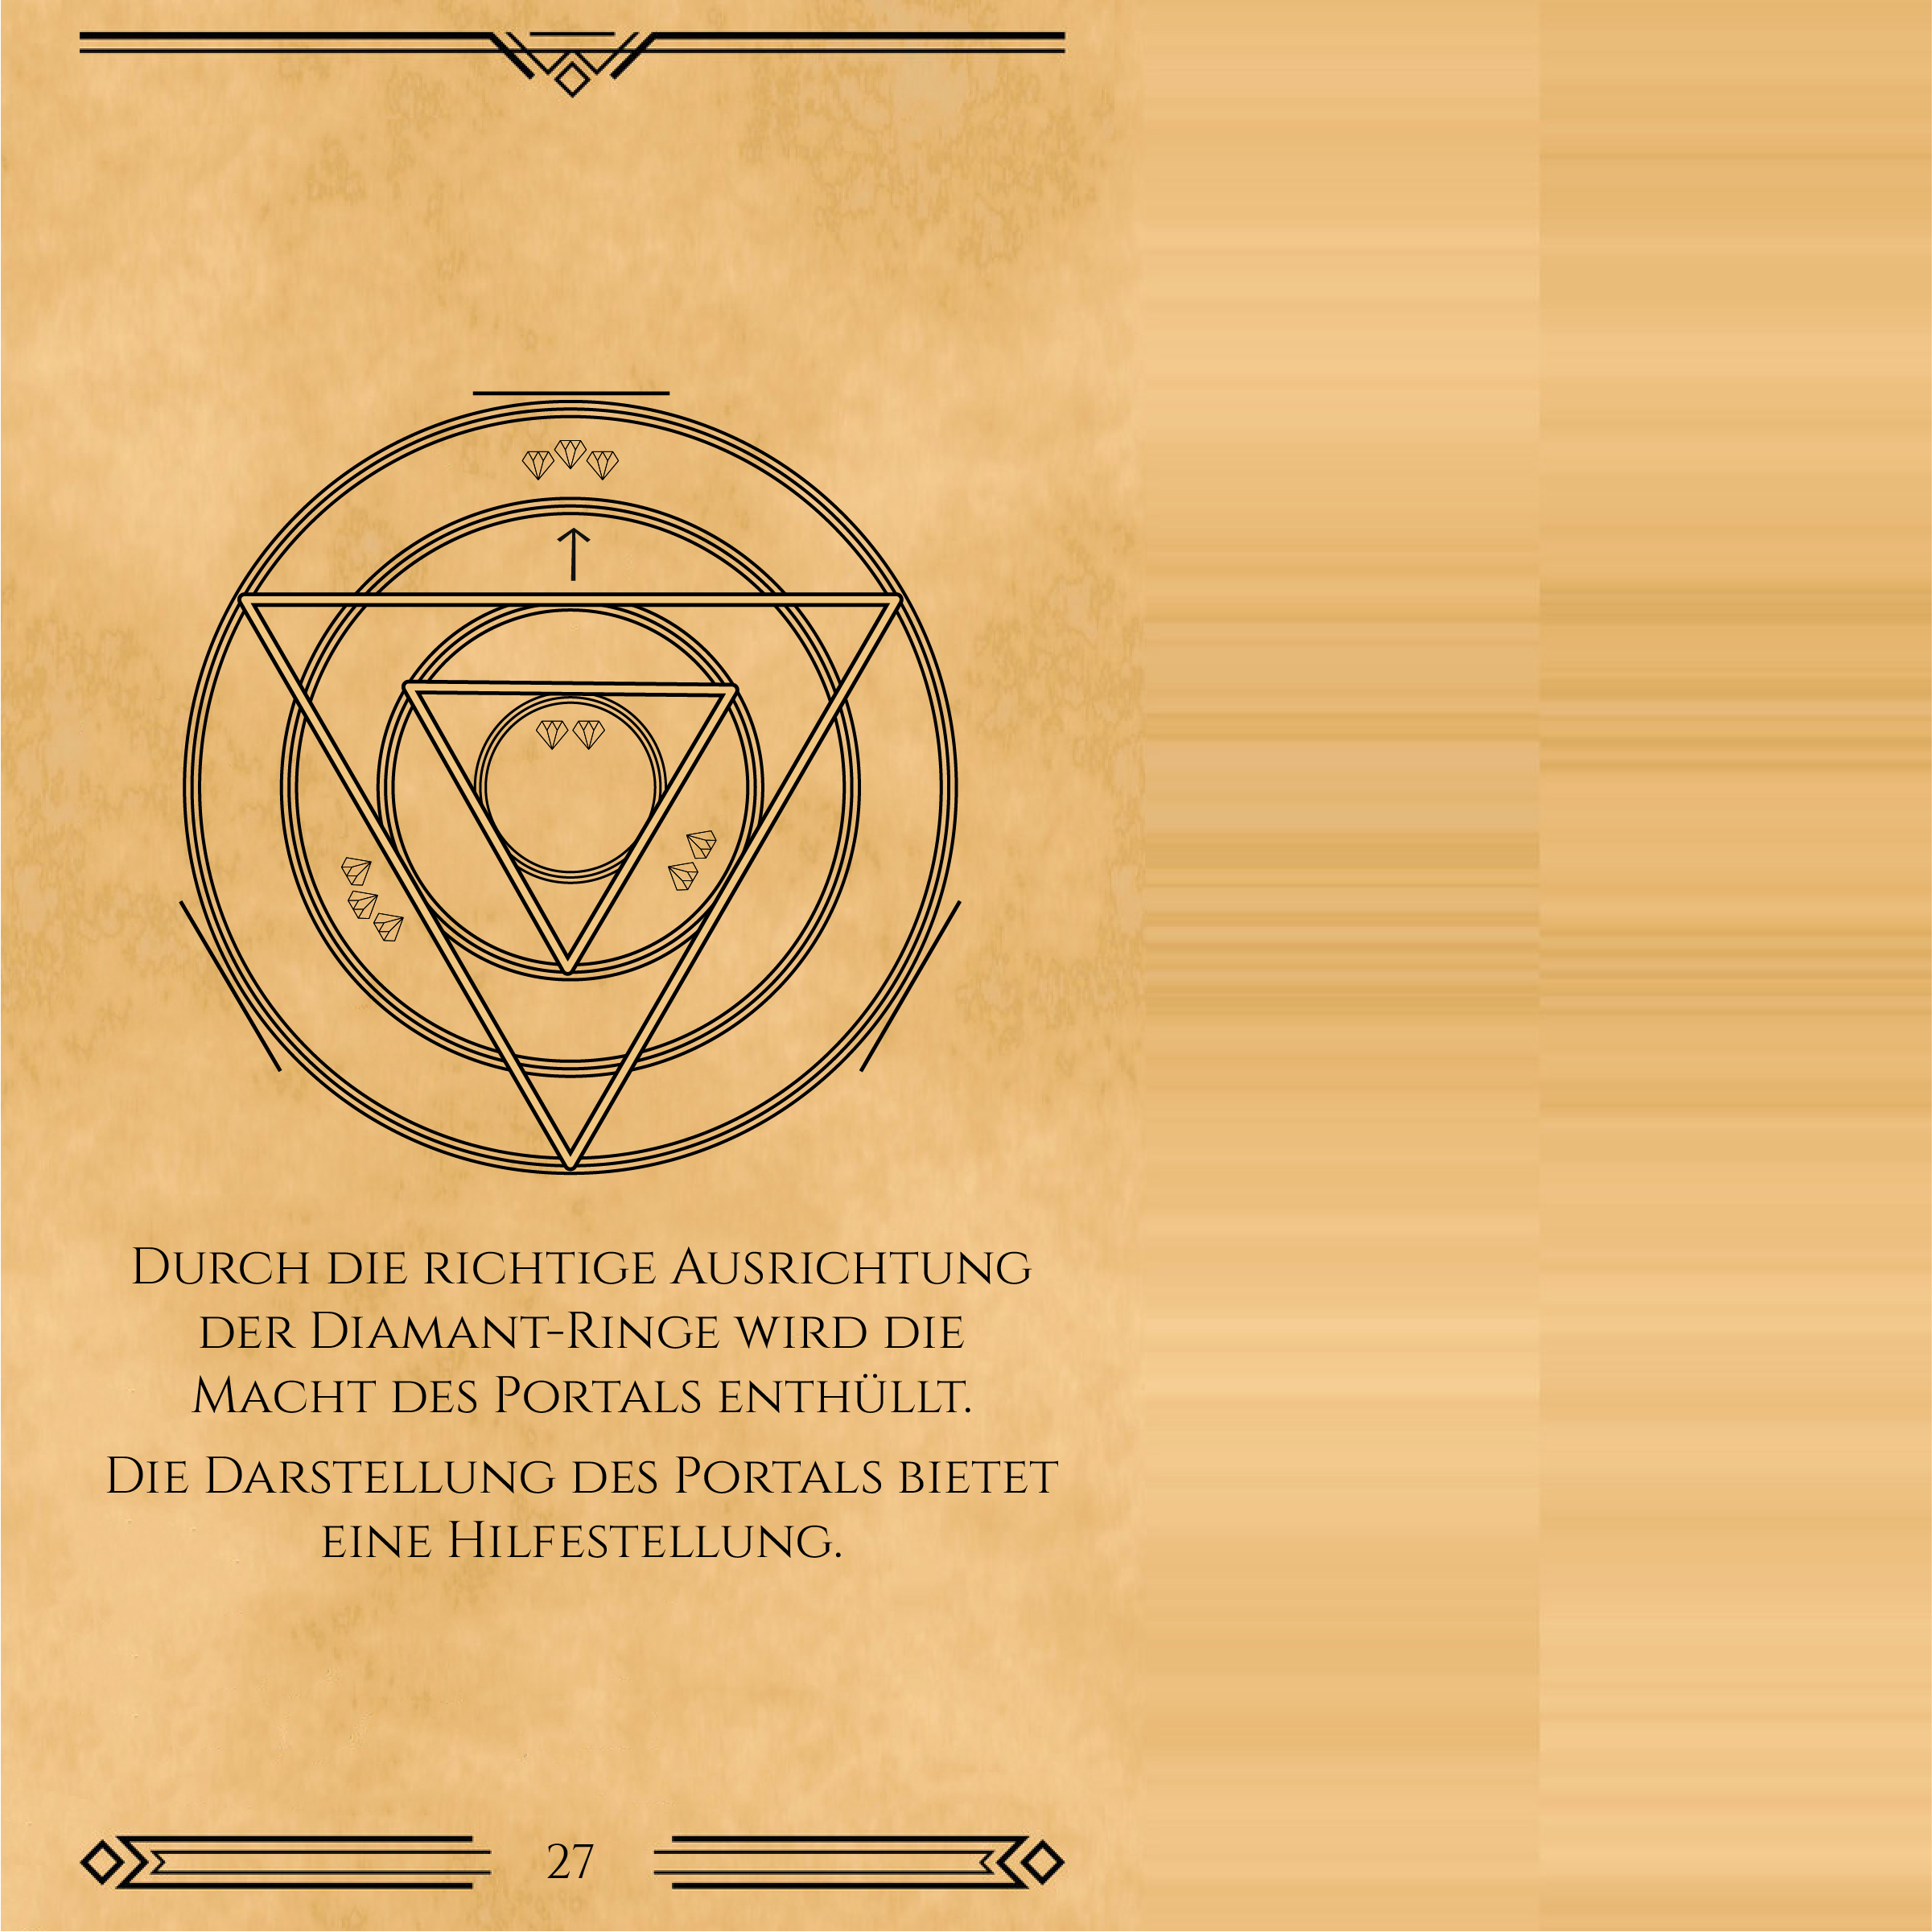 Durch die richtige Ausrichtung
der Diamant-Ringe wird die
Macht des Portals enthüllt.
Die Darstellung des Portals bietet
eine Hilfestellung.
27